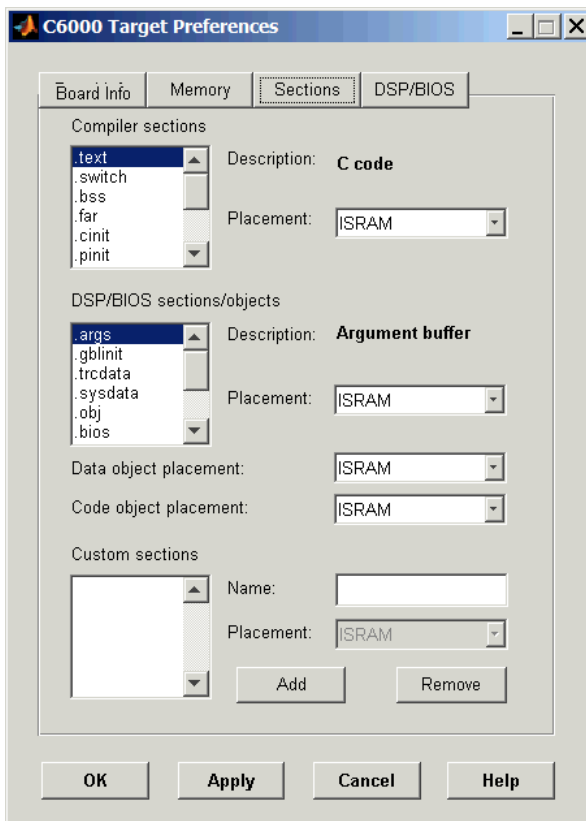 C6000 Target Preferences
Board Info Memory Sections DSP/BIOS
Compiler sections
.text
.switch
.bss
.far
.cinit
.pinit
Description: C code
Placement: ISRAM
DSP/BIOS sections/objects
.args
.gblinit
.trcdata
.sysdata
.obj
.bios
Description: Argument buffer
Placement: ISRAM
Data object placement: ISRAM
Code object placement: ISRAM
Custom sections
Name:
Placement: ISRAM
Add Remove
OK Apply Cancel Help